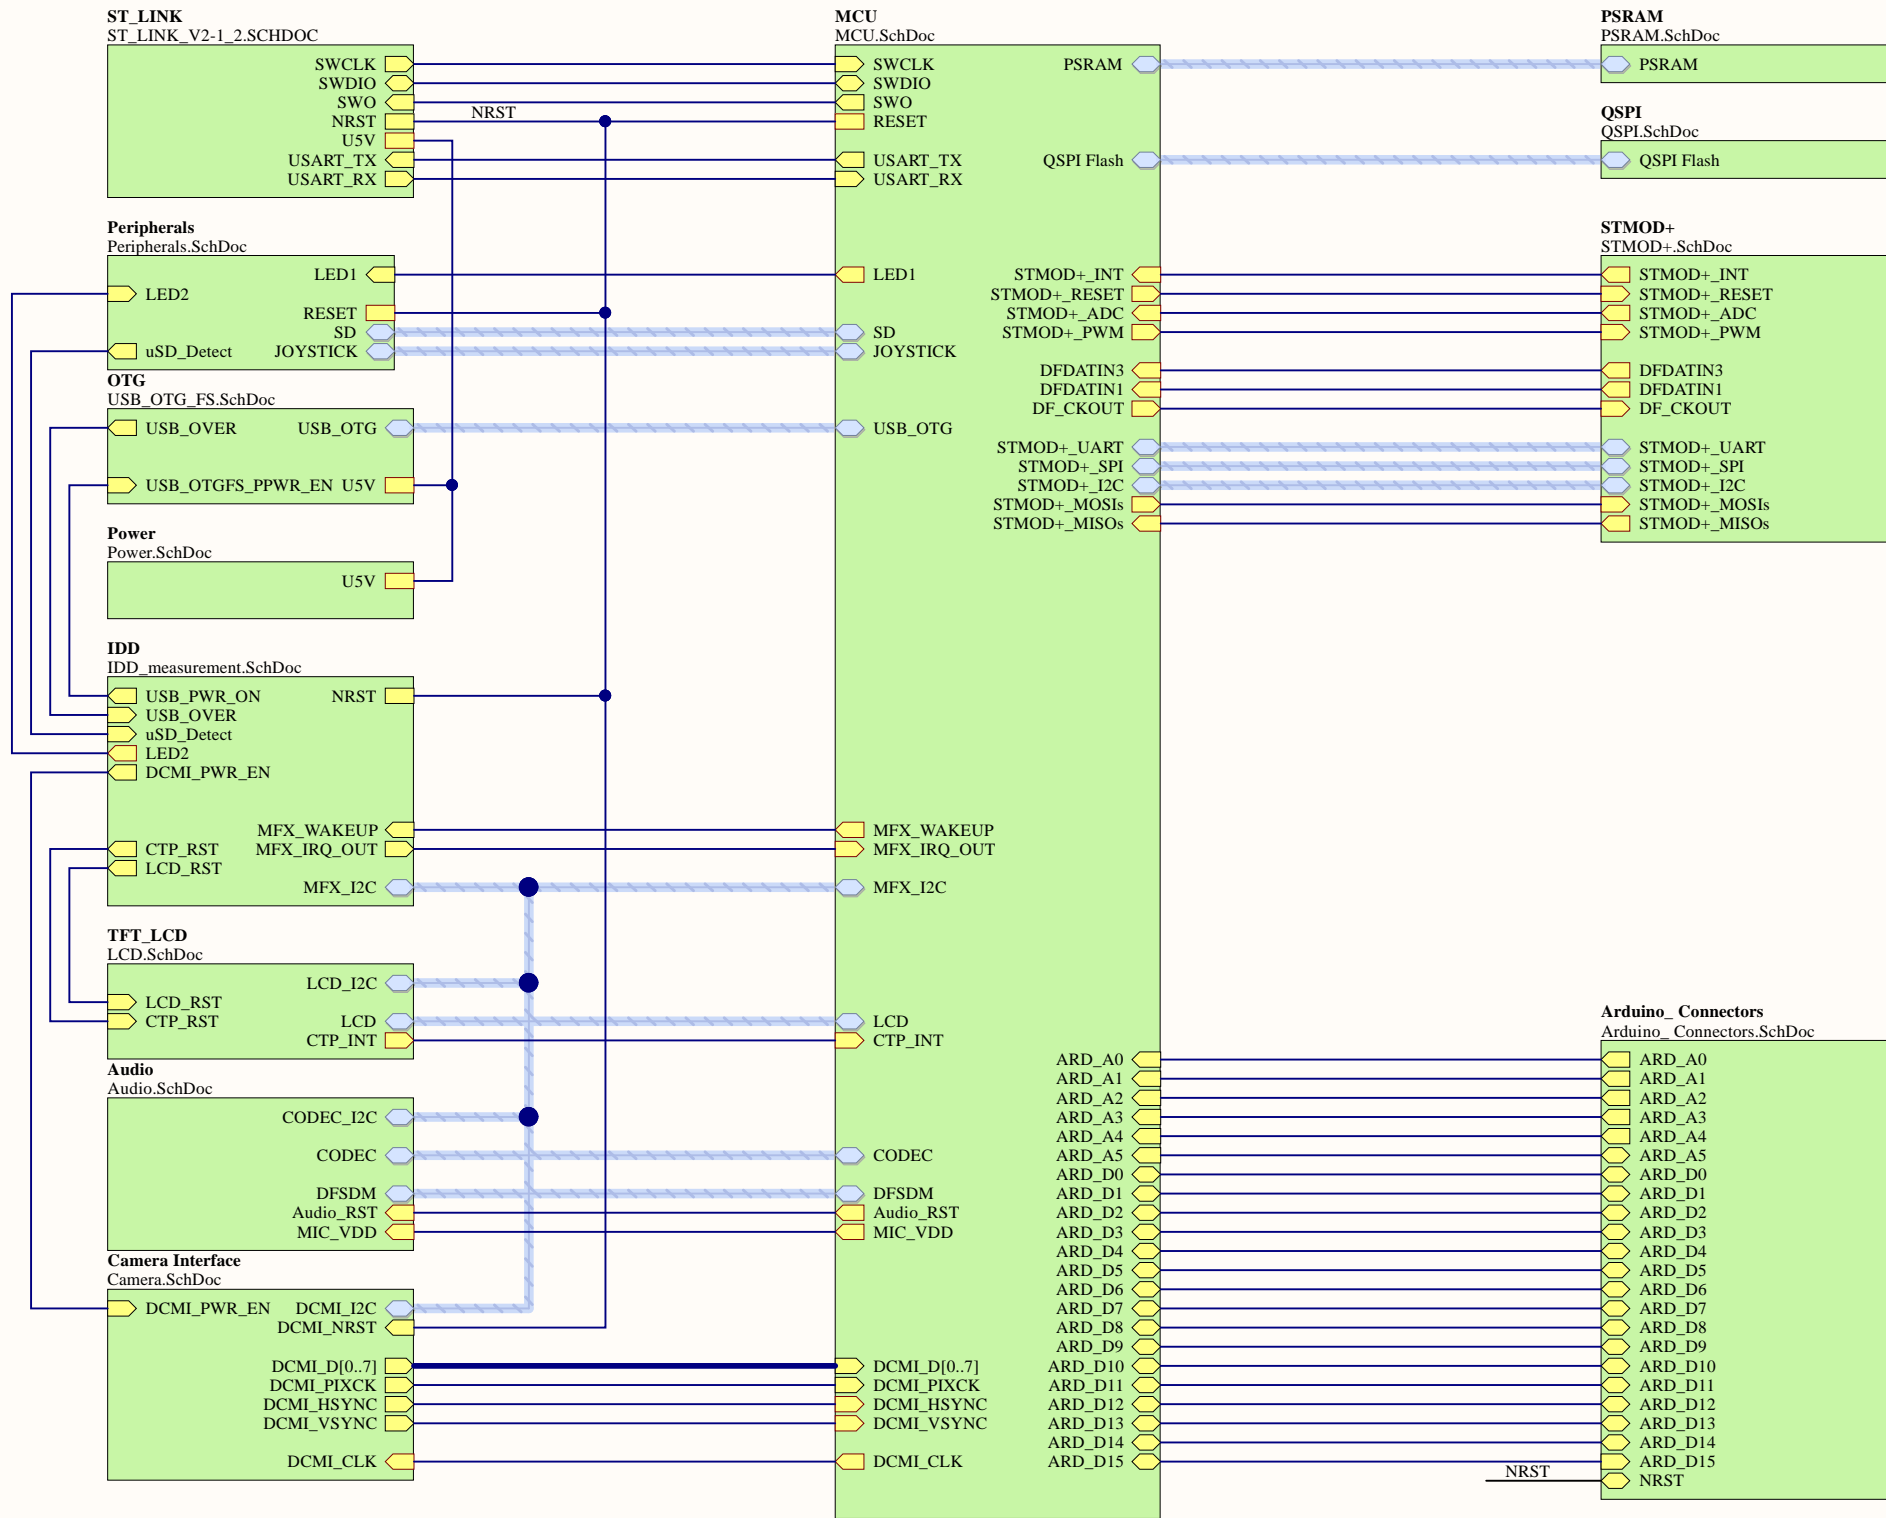 ST_LINK
ST_LINK_V2-1_2.SCHDOC
SWCLK
SWDIO
SWO
NRST
U5V
USART_TX
USART_RX
NRST
Peripherals
Peripherals.SchDoc
LED1
LED2
RESET
SD
uSD_Detect
JOYSTICK
OTG
USB_OTG_FS.SchDoc
USB_OVER
USB_OTG
USB_OTGFS_PPWR_EN
U5V
Power
Power.SchDoc
U5V
IDD
IDD_measurement.SchDoc
USB_PWR_ON
NRST
USB_OVER
uSD_Detect
LED2
DCMI_PWR_EN
MFX_WAKEUP
CTP_RST
MFX_IRQ_OUT
LCD_RST
MFX_I2C
TFT_LCD
LCD.SchDoc
LCD_I2C
LCD_RST
CTP_RST
LCD
CTP_INT
Audio
Audio.SchDoc
CODEC_I2C
CODEC
DFSDM
Audio_RST
MIC_VDD
Camera Interface
Camera.SchDoc
DCMI_PWR_EN
DCMI_I2C
DCMI_NRST
DCMI_D[0..7]
DCMI_PIXCK
DCMI_HSYNC
DCMI_VSYNC
DCMI_CLK
MCU
MCU.SchDoc
SWCLK
SWDIO
SWO
RESET
USART_TX
USART_RX
LED1
SD
JOYSTICK
USB_OTG
MFX_WAKEUP
MFX_IRQ_OUT
MFX_I2C
LCD
CTP_INT
CODEC
DFSDM
Audio_RST
MIC_VDD
DCMI_D[0..7]
DCMI_PIXCK
DCMI_HSYNC
DCMI_VSYNC
DCMI_CLK
PSRAM
QSPI Flash
STMOD+_INT
STMOD+_RESET
STMOD+_ADC
STMOD+_PWM
DFDATIN3
DFDATIN1
DF_CKOUT
STMOD+_UART
STMOD+_SPI
STMOD+_I2C
STMOD+_MOSIs
STMOD+_MISOs
ARD_A0
ARD_A1
ARD_A2
ARD_A3
ARD_A4
ARD_A5
ARD_D0
ARD_D1
ARD_D2
ARD_D3
ARD_D4
ARD_D5
ARD_D6
ARD_D7
ARD_D8
ARD_D9
ARD_D10
ARD_D11
ARD_D12
ARD_D13
ARD_D14
ARD_D15
PSRAM
PSRAM.SchDoc
PSRAM
QSPI
QSPI.SchDoc
QSPI Flash
STMOD+
STMOD+.SchDoc
STMOD+_INT
STMOD+_RESET
STMOD+_ADC
STMOD+_PWM
DFDATIN3
DFDATIN1
DF_CKOUT
STMOD+_UART
STMOD+_SPI
STMOD+_I2C
STMOD+_MOSIs
STMOD+_MISOs
Arduino_ Connectors
Arduino_ Connectors.SchDoc
ARD_A0
ARD_A1
ARD_A2
ARD_A3
ARD_A4
ARD_A5
ARD_D0
ARD_D1
ARD_D2
ARD_D3
ARD_D4
ARD_D5
ARD_D6
ARD_D7
ARD_D8
ARD_D9
ARD_D10
ARD_D11
ARD_D12
ARD_D13
ARD_D14
ARD_D15
NRST
NRST